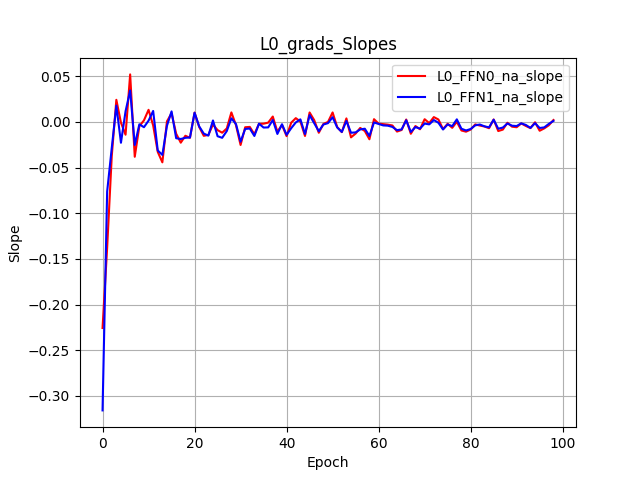 L0_grads_Slopes
L0_FFN0_na_slope
L0_FFN1_na_slope
0.05
0.00
−0.05
−0.10
−0.15
−0.20
−0.25
−0.30
Slope
0 20 40 60 80 100
Epoch